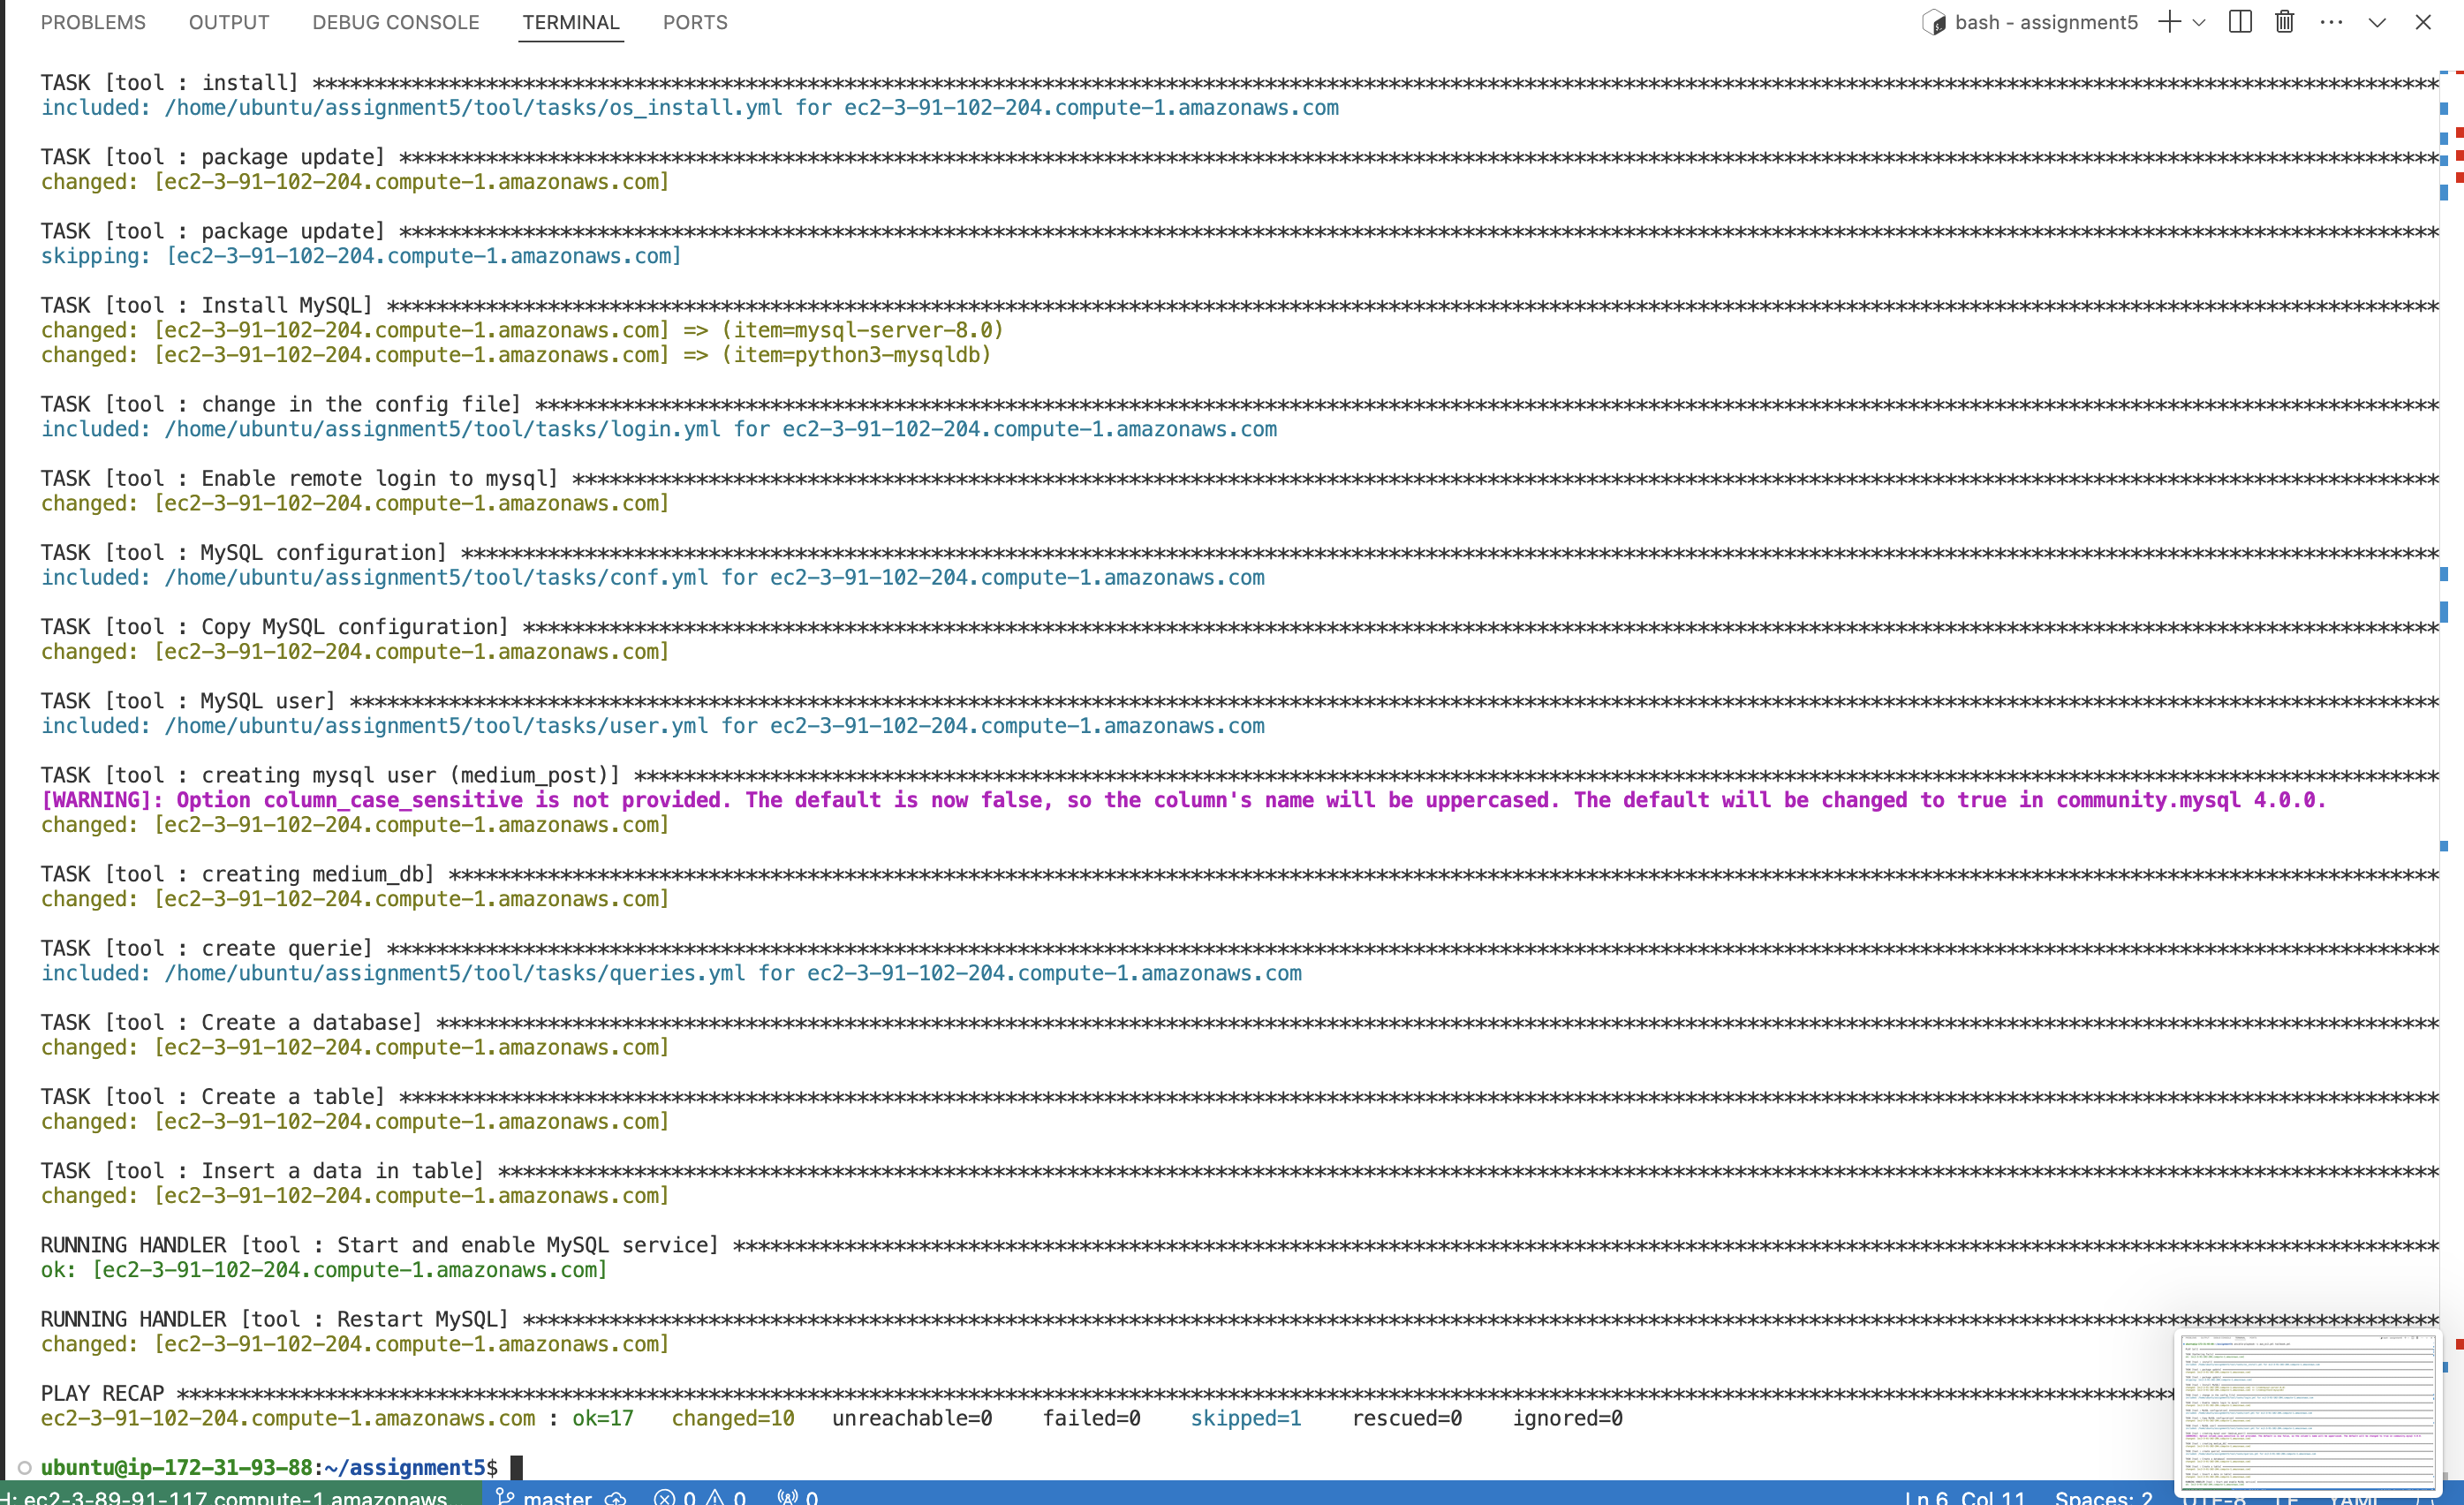 PROBLEMS OUTPUT DEBUG CONSOLE TERMINAL PORTS bash - assignment5
TASK [tool : install] ****************************************************************************************************************************************************************************
included: /home/ubuntu/assignment5/tool/tasks/os_install.yml for ec2-3-91-102-204.compute-1.amazonaws.com
TASK [tool : package update] *********************************************************************************************************************************************************************
changed: [ec2-3-91-102-204.compute-1.amazonaws.com]
TASK [tool : package update] *********************************************************************************************************************************************************************
skipping: [ec2-3-91-102-204.compute-1.amazonaws.com]
TASK [tool : Install MySQL] **********************************************************************************************************************************************************************
changed: [ec2-3-91-102-204.compute-1.amazonaws.com] => (item=mysql-server-8.0)
changed: [ec2-3-91-102-204.compute-1.amazonaws.com] => (item=python3-mysqldb)
TASK [tool : change in the config file] **********************************************************************************************************************************************************
included: /home/ubuntu/assignment5/tool/tasks/login.yml for ec2-3-91-102-204.compute-1.amazonaws.com
TASK [tool : Enable remote login to mysql] *******************************************************************************************************************************************************
changed: [ec2-3-91-102-204.compute-1.amazonaws.com]
TASK [tool : MySQL configuration] ****************************************************************************************************************************************************************
included: /home/ubuntu/assignment5/tool/tasks/conf.yml for ec2-3-91-102-204.compute-1.amazonaws.com
TASK [tool : Copy MySQL configuration] ***********************************************************************************************************************************************************
changed: [ec2-3-91-102-204.compute-1.amazonaws.com]
TASK [tool : MySQL user] *************************************************************************************************************************************************************************
included: /home/ubuntu/assignment5/tool/tasks/user.yml for ec2-3-91-102-204.compute-1.amazonaws.com
TASK [tool : creating mysql user (medium_post)] **************************************************************************************************************************************************
[WARNING]: Option column_case_sensitive is not provided. The default is now false, so the column's name will be uppercased. The default will be changed to true in community.mysql 4.0.0.
changed: [ec2-3-91-102-204.compute-1.amazonaws.com]
TASK [tool : creating medium_db] *****************************************************************************************************************************************************************
changed: [ec2-3-91-102-204.compute-1.amazonaws.com]
TASK [tool : create querie] **********************************************************************************************************************************************************************
included: /home/ubuntu/assignment5/tool/tasks/queries.yml for ec2-3-91-102-204.compute-1.amazonaws.com
TASK [tool : Create a database] ******************************************************************************************************************************************************************
changed: [ec2-3-91-102-204.compute-1.amazonaws.com]
TASK [tool : Create a table] *********************************************************************************************************************************************************************
changed: [ec2-3-91-102-204.compute-1.amazonaws.com]
TASK [tool : Insert a data in table] *************************************************************************************************************************************************************
changed: [ec2-3-91-102-204.compute-1.amazonaws.com]
RUNNING HANDLER [tool : Start and enable MySQL service] ******************************************************************************************************************************************
ok: [ec2-3-91-102-204.compute-1.amazonaws.com]
RUNNING HANDLER [tool : Restart MySQL] ***********************************************************************************************************************************************************
changed: [ec2-3-91-102-204.compute-1.amazonaws.com]
PLAY RECAP ******************************************************************************************************************************************************************
ec2-3-91-102-204.compute-1.amazonaws.com : ok=17 changed=10 unreachable=0 failed=0 skipped=1 rescued=0 ignored=0
ubuntu@ip-172-31-93-88:~/assignment5$
H: ec2-3-89-91-117.compute-1.amazonaws... master 0 0 0 Ln 6, Col 11 Spaces: 2 UTF-8 LF YAML